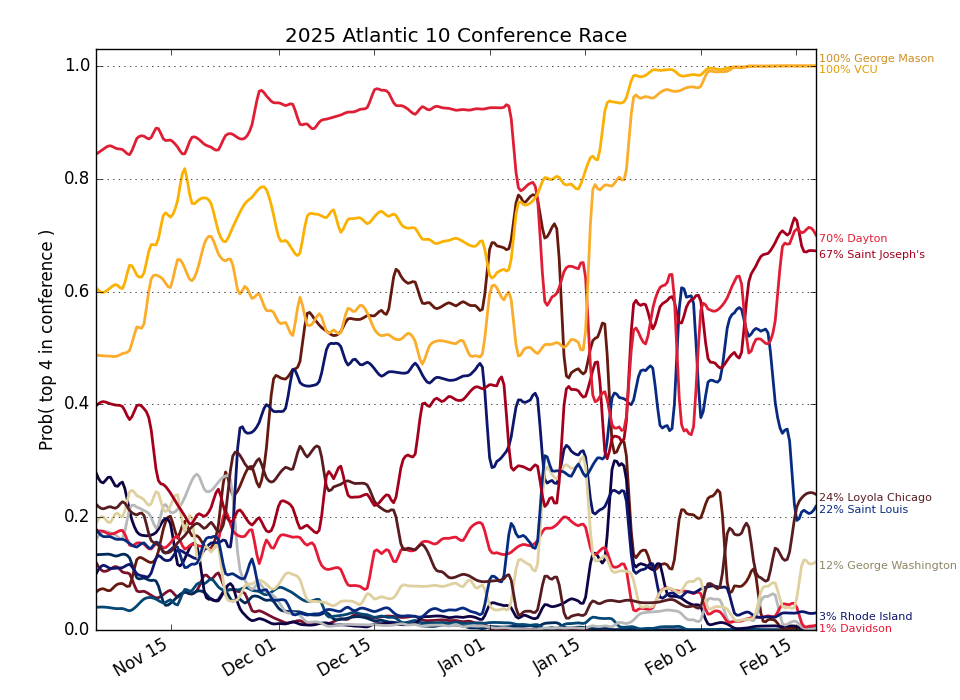 2025 Atlantic 10 Conference Race
Prob( top 4 in conference )
1.0
0.8
0.6
0.4
0.2
0.0
Nov 15
Dec 01
Dec 15
Jan 01
Jan 15
Feb 01
Feb 15
100% George Mason
100% VCU
70% Dayton
67% Saint Joseph's
24% Loyola Chicago
22% Saint Louis
12% George Washington
3% Rhode Island
1% Davidson